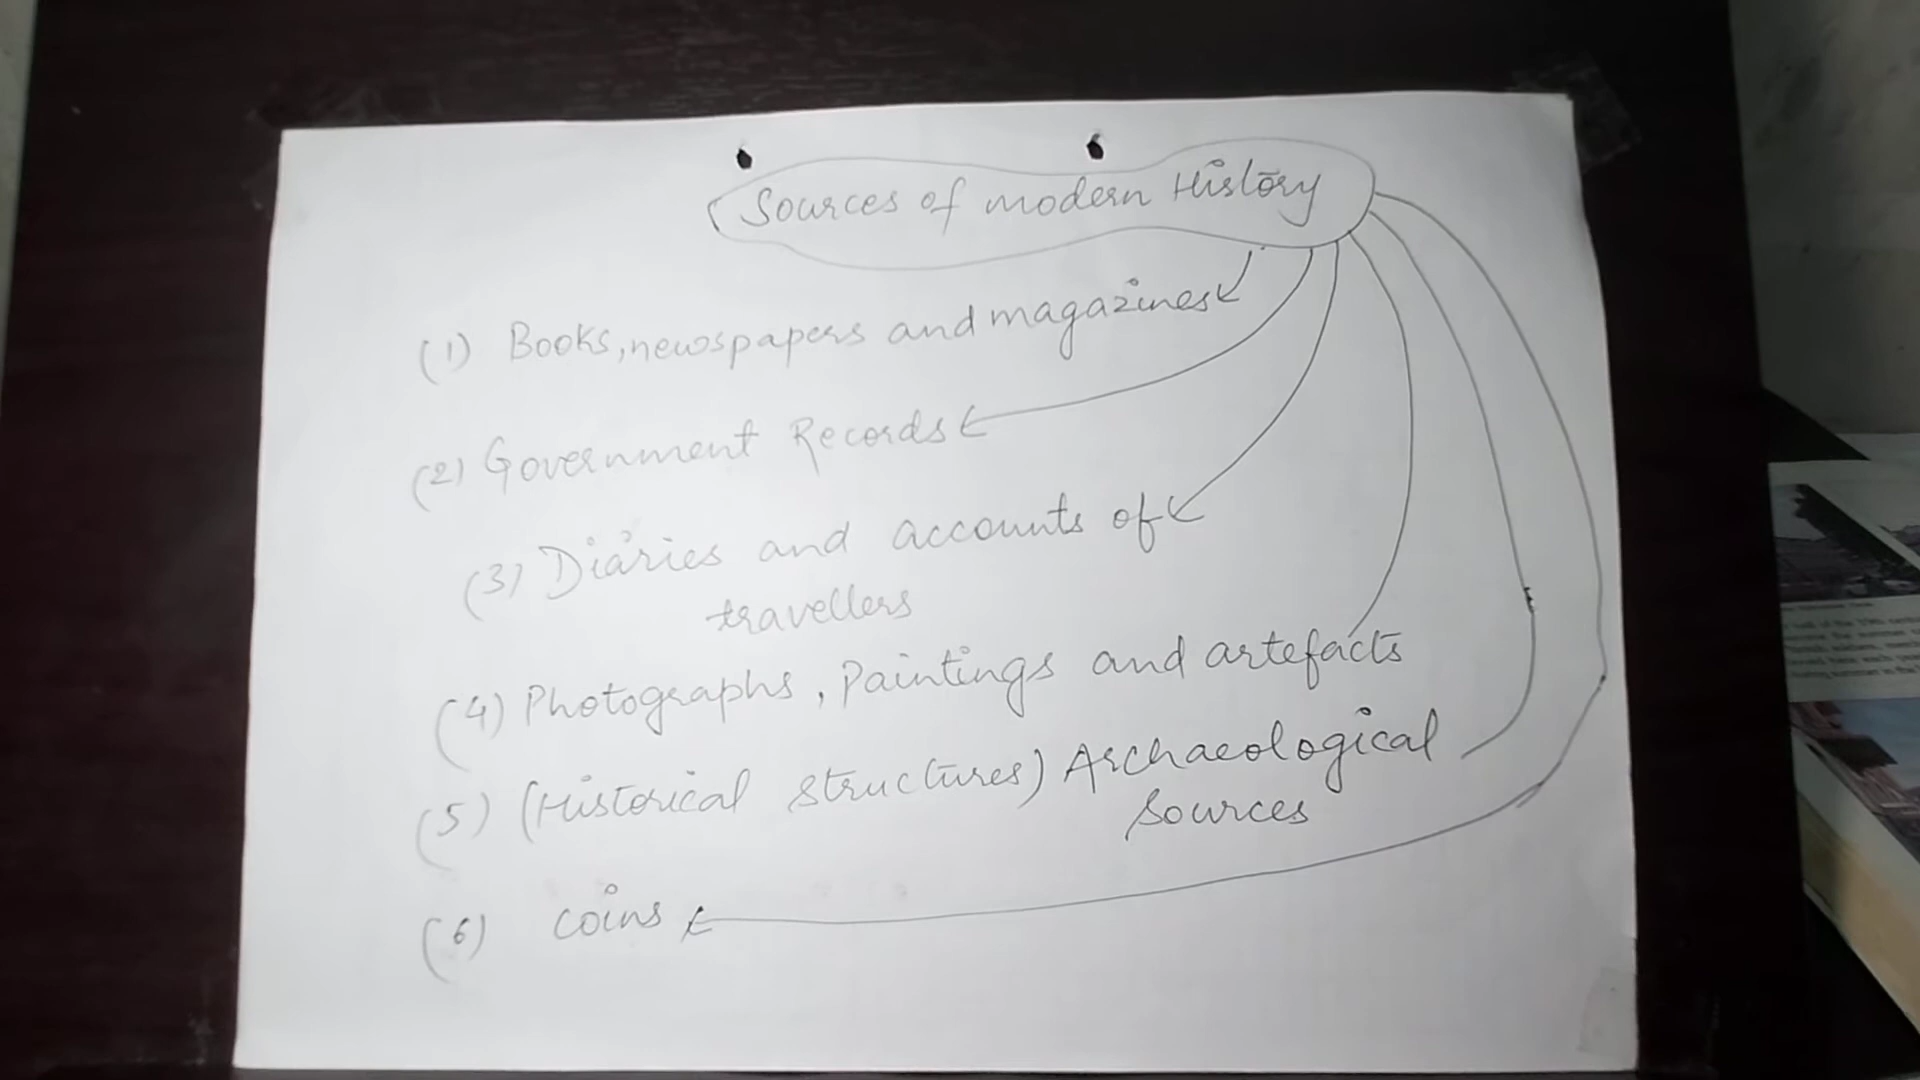 Sources of modern History
(1) Books, newspapers and magazines
(2) Government Records
(3) Diaries and accounts of
travellers
(4) Photographs, Paintings and artefacts
(5) (Historical structures) Archaeological
Sources
(6) coins